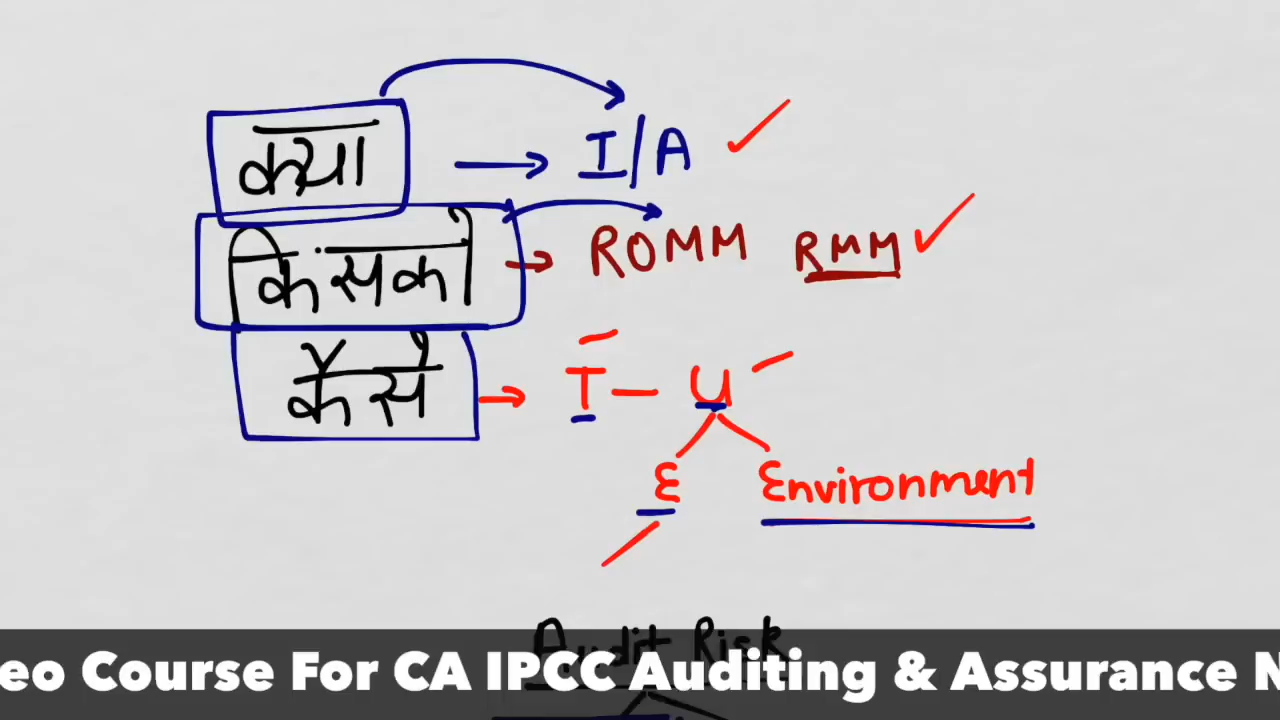 क्या → I/A
किसको → ROMM RMM
कैसे → T — U
E Environment
Audit Risk
eo Course For CA IPCC Auditing & Assurance N